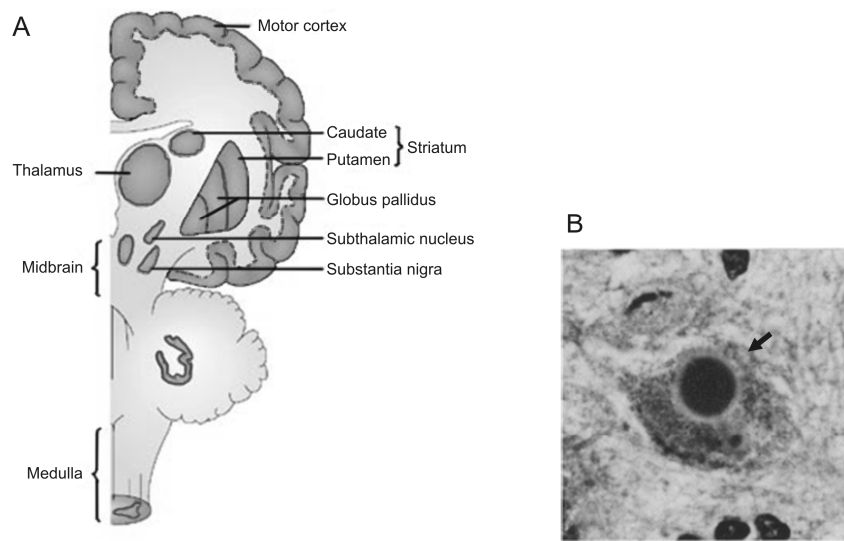 A
Motor cortex
Caudate
Striatum
Putamen
Thalamus
Globus pallidus
B
Subthalamic nucleus
Midbrain
Substantia nigra
Medulla